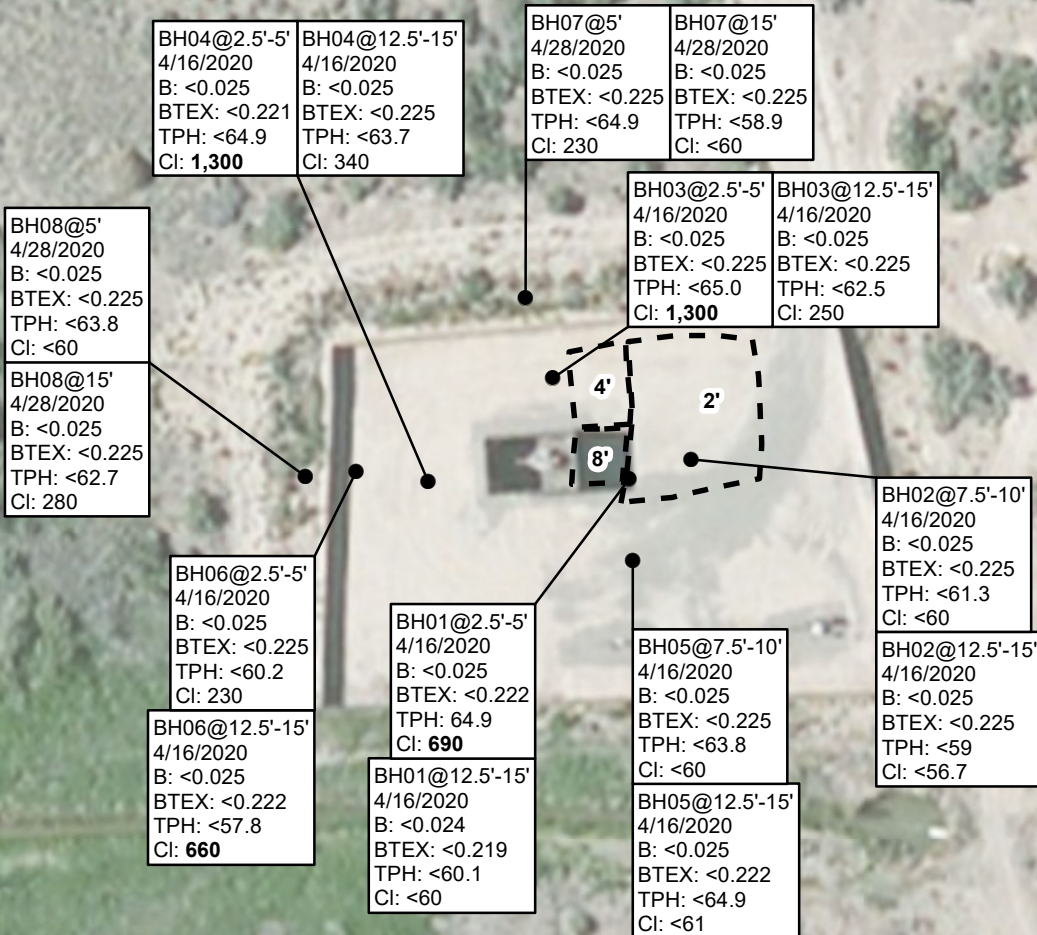 BH04@2.5'-5'
4/16/2020
B: <0.025
BTEX: <0.221
TPH: <64.9
Cl: 1,300
BH04@12.5'-15'
4/16/2020
B: <0.025
BTEX: <0.225
TPH: <63.7
Cl: 340
BH07@5'
4/28/2020
B: <0.025
BTEX: <0.225
TPH: <64.9
Cl: 230
BH07@15'
4/28/2020
B: <0.025
BTEX: <0.225
TPH: <58.9
Cl: <60
BH03@2.5'-5'
4/16/2020
B: <0.025
BTEX: <0.225
TPH: <65.0
Cl: 1,300
BH03@12.5'-15'
4/16/2020
B: <0.025
BTEX: <0.225
TPH: <62.5
Cl: 250
BH08@5'
4/28/2020
B: <0.025
BTEX: <0.225
TPH: <63.8
Cl: <60
BH08@15'
4/28/2020
B: <0.025
BTEX: <0.225
TPH: <62.7
Cl: 280
4'
2'
8'
BH06@2.5'-5'
4/16/2020
B: <0.025
BTEX: <0.225
TPH: <60.2
Cl: 230
BH06@12.5'-15'
4/16/2020
B: <0.025
BTEX: <0.222
TPH: <57.8
Cl: 660
BH01@2.5'-5'
4/16/2020
B: <0.025
BTEX: <0.222
TPH: 64.9
Cl: 690
BH01@12.5'-15'
4/16/2020
B: <0.024
BTEX: <0.219
TPH: <60.1
Cl: <60
BH05@7.5'-10'
4/16/2020
B: <0.025
BTEX: <0.225
TPH: <63.8
Cl: <60
BH05@12.5'-15'
4/16/2020
B: <0.025
BTEX: <0.222
TPH: <64.9
Cl: <61
BH02@7.5'-10'
4/16/2020
B: <0.025
BTEX: <0.225
TPH: <61.3
Cl: <60
BH02@12.5'-15'
4/16/2020
B: <0.025
BTEX: <0.225
TPH: <59
Cl: <56.7